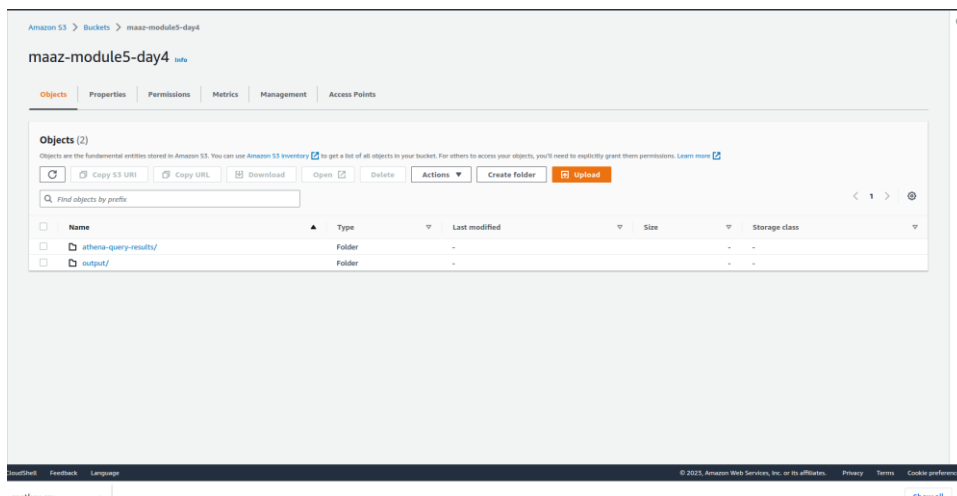 Amazon S3 > Buckets > maaz-module5-day4
maaz-module5-day4 Info
Objects Properties Permissions Metrics Management Access Points
Objects (2)
Objects are the fundamental entities stored in Amazon S3. You can use Amazon S3 inventory to get a list of all objects in your bucket. For others to access your objects, you'll need to explicitly grant them permissions. Learn more
Copy S3 URI Copy URL Download Open Delete Actions Create folder Upload
Find objects by prefix < 1 >
Name Type Last modified Size Storage class
athena-query-results/ Folder - - -
output/ Folder - - -
CloudShell Feedback Language © 2023, Amazon Web Services, Inc. or its affiliates. Privacy Terms Cookie preferences